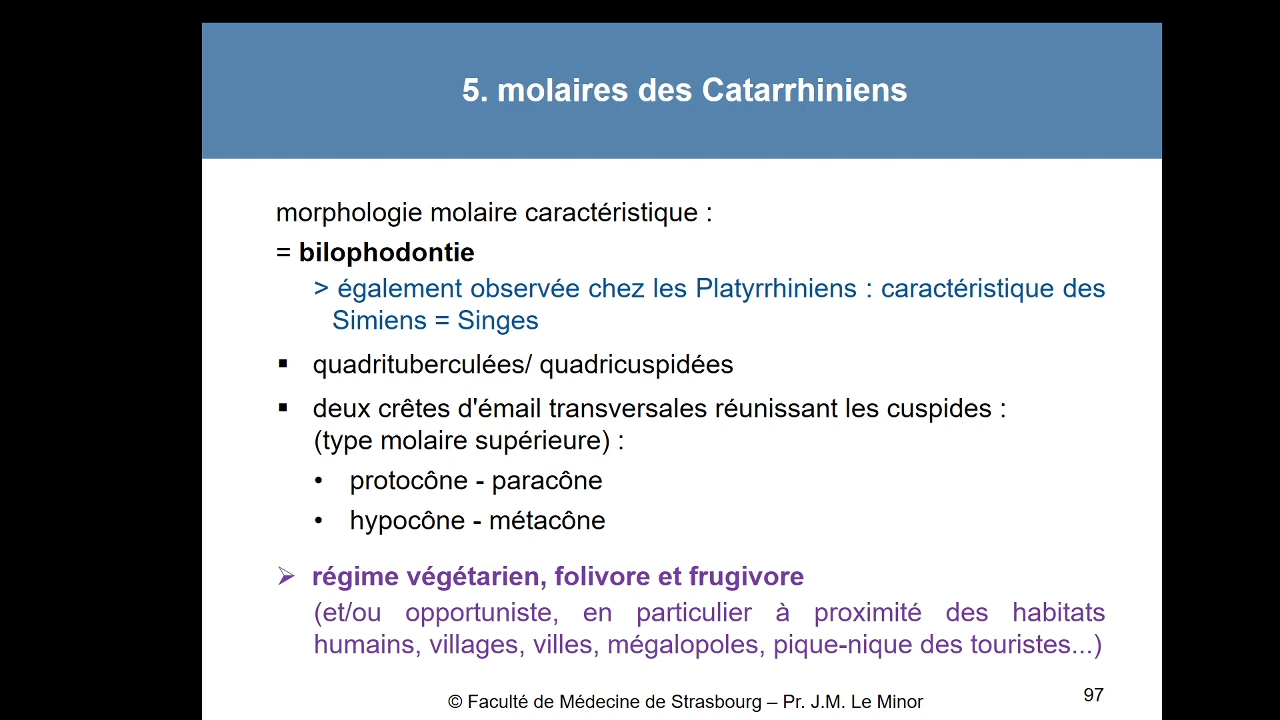 5. molaires des Catarrhiniens
morphologie molaire caractéristique :
= bilophodontie
> également observée chez les Platyrrhiniens : caractéristique des
Simiens = Singes
▪ quadrituberculées/ quadricuspidées
▪ deux crêtes d'émail transversales réunissant les cuspides :
(type molaire supérieure) :
• protocône - paracône
• hypocône - métacône
➢ régime végétarien, folivore et frugivore
(et/ou opportuniste, en particulier à proximité des habitats
humains, villages, villes, mégalopoles, pique-nique des touristes...)
© Faculté de Médecine de Strasbourg – Pr. J.M. Le Minor
97